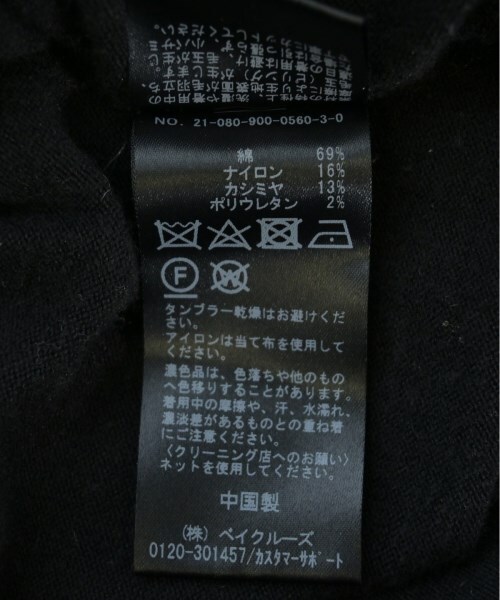 NO. 21-080-900-0560-3-0
綿 69%
ナイロン 16%
カシミヤ 13%
ポリウレタン 2%
F W
タンブラー乾燥はお避けくだ
さい。
アイロンは当て布を使用して
ください。
濃色品は、色落ちや他のもの
へ色移りすることがあります。
着用中の摩擦や、汗、水濡れ、
濃淡差があるものとの重ね着
にご注意ください。
〈クリーニング店へのお願い〉
ネットを使用してください。
中国製
（株）ベイクルーズ
0120-301457/ｶｽﾀﾏｰｻﾎﾟｰﾄ